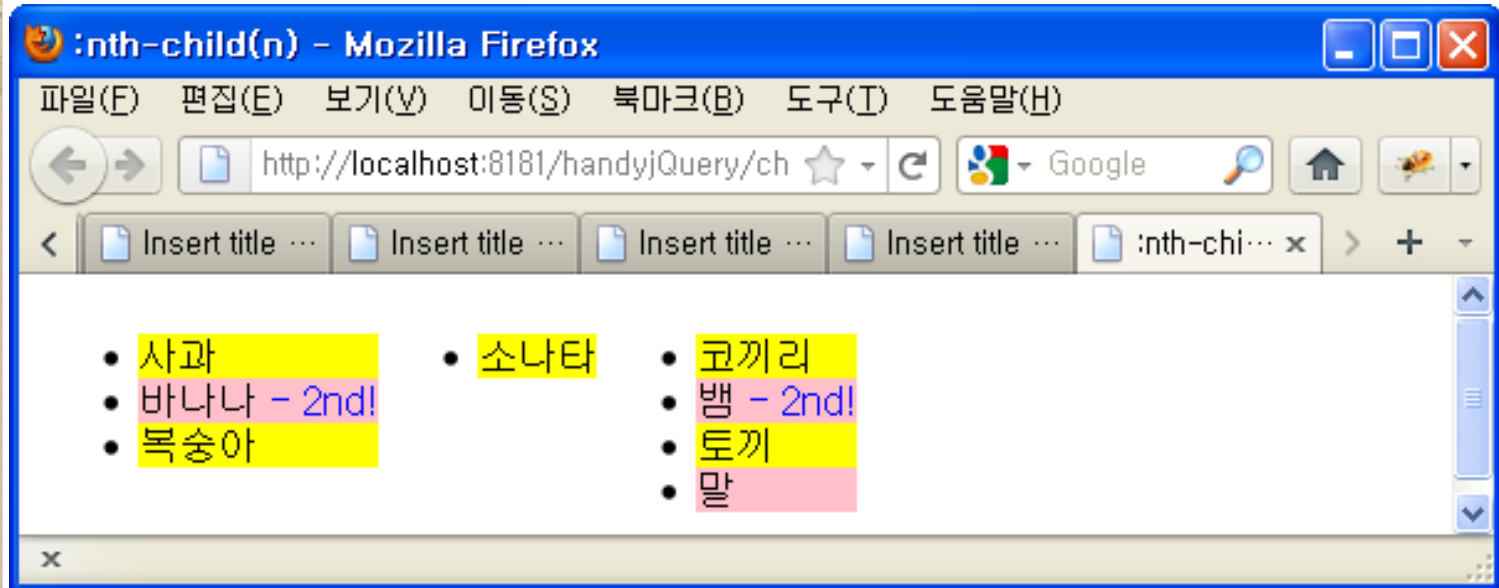 :nth-child(n) - Mozilla Firefox
파일(F) 편집(E) 보기(V) 이동(S) 북마크(B) 도구(T) 도움말(H)
http://localhost:8181/handyjQuery/ch Google
Insert title ... Insert title ... Insert title ... Insert title ... :nth-chi...
사과 소나타 코끼리
바나나 - 2nd! 뱀 - 2nd!
복숭아 토끼
말